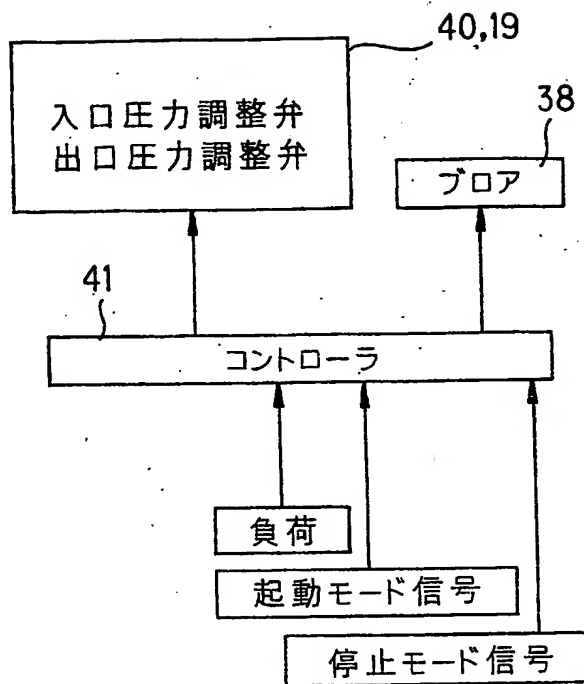 40,19
入口圧力調整弁
出口圧力調整弁
38
ブロア
41
コントローラ
負荷
起動モード信号
停止モード信号